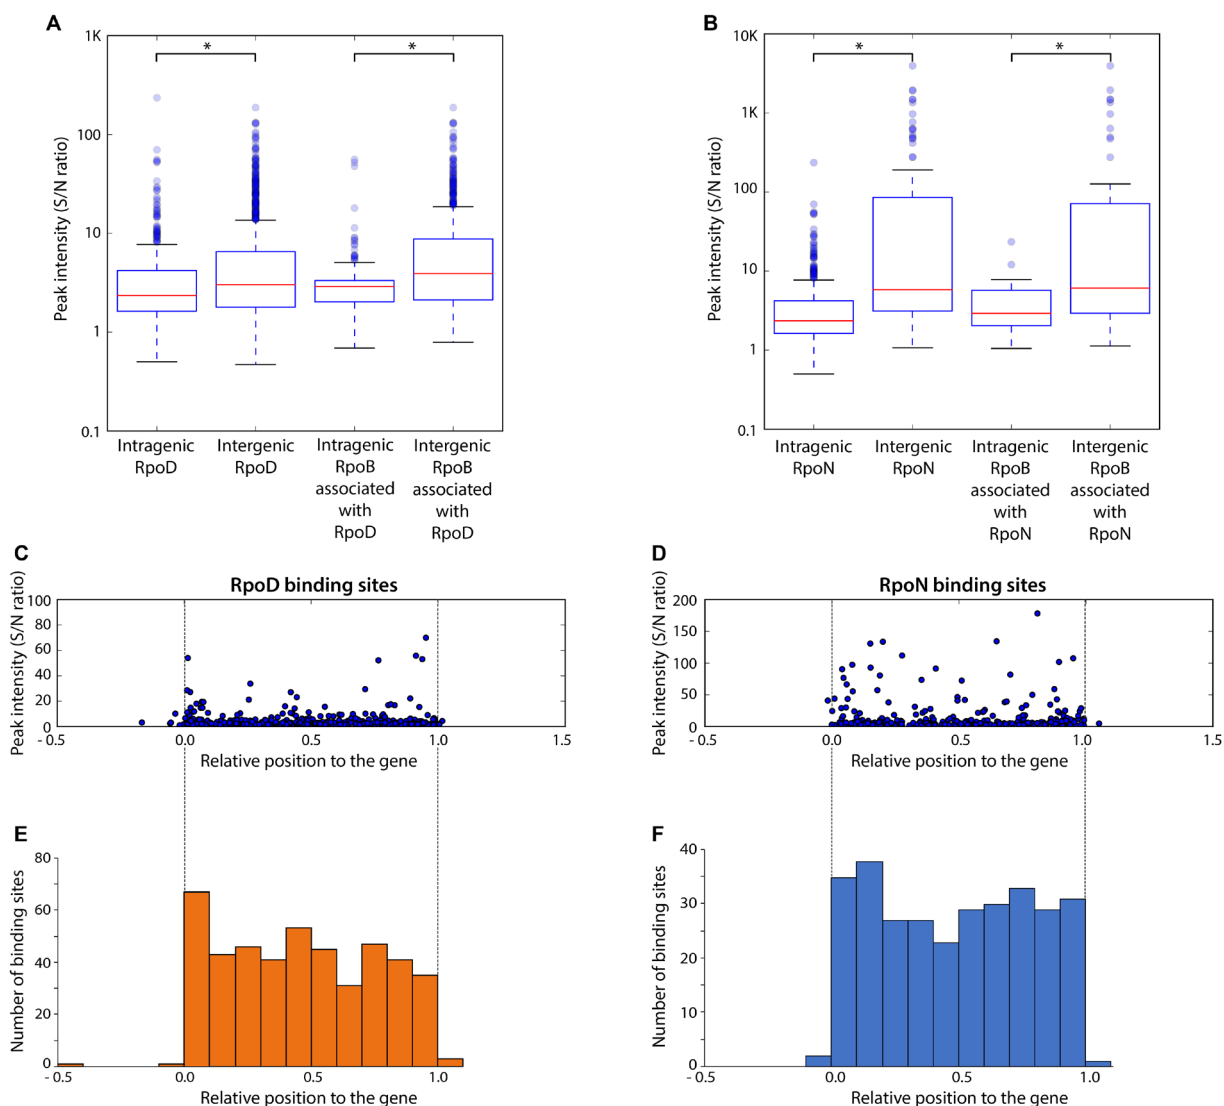 A
1K
100
10
1
0.1
Peak intensity (S/N ratio)
*
*
Intragenic
RpoD
Intergenic
RpoD
Intragenic
RpoB
associated
with
RpoD
Intergenic
RpoB
associated
with
RpoD
B
10K
1K
100
10
1
0.1
Peak intensity (S/N ratio)
*
*
Intragenic
RpoN
Intergenic
RpoN
Intragenic
RpoB
associated
with
RpoN
Intergenic
RpoB
associated
with
RpoN
C
RpoD binding sites
Peak intensity (S/N ratio)
100
80
60
40
20
0
- 0.5
0.0
0.5
1.0
1.5
Relative position to the gene
D
RpoN binding sites
Peak intensity (S/N ratio)
200
150
100
50
0
- 0.5
0.0
0.5
1.0
1.5
Relative position to the gene
E
Number of binding sites
80
60
40
20
0
- 0.5
0.0
0.5
1.0
Relative position to the gene
F
Number of binding sites
40
30
20
10
0
- 0.5
0.0
0.5
1.0
Relative position to the gene